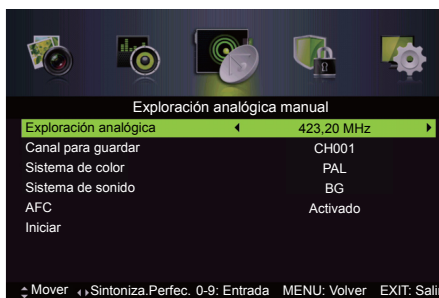 Exploración analógica manual
Exploración analógica 423,20 MHz
Canal para guardar CH001
Sistema de color PAL
Sistema de sonido BG
AFC Activado
Iniciar
Mover Sintoniza.Perfec. 0-9: Entrada MENU: Volver EXIT: Sali